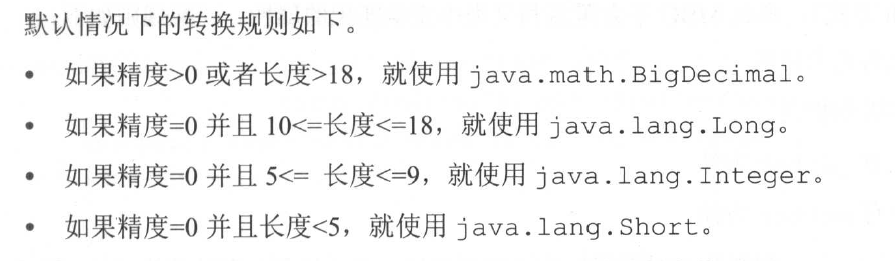 默认情况下的转换规则如下。
• 如果精度>0 或者长度>18，就使用 java.math.BigDecimal。
• 如果精度=0 并且 10<=长度<=18，就使用 java.lang.Long。
• 如果精度=0 并且 5<= 长度<=9，就使用 java.lang.Integer。
• 如果精度=0 并且长度<5，就使用 java.lang.Short。